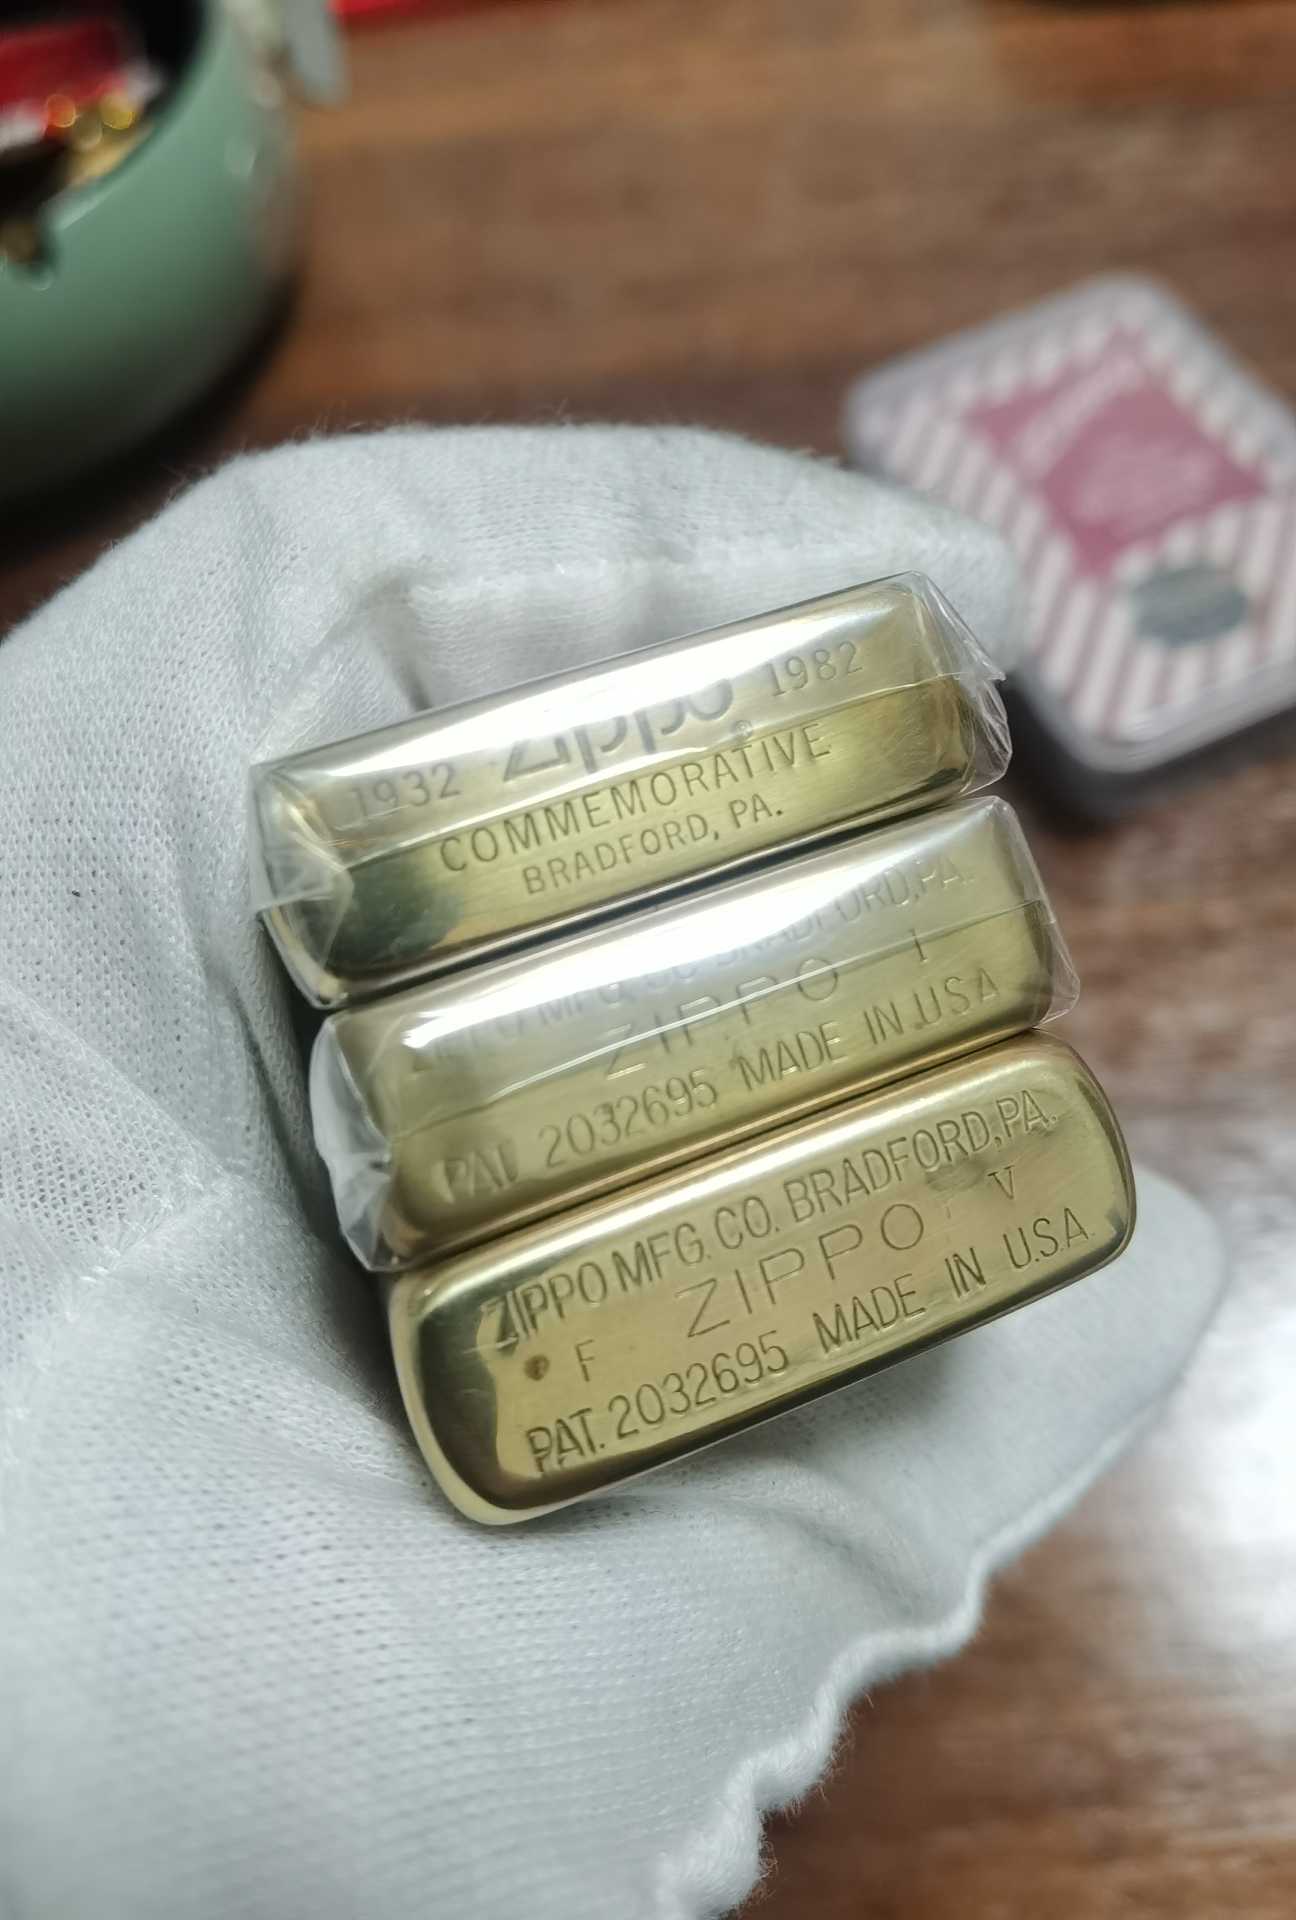 1932 Zippo® 1982
COMMEMORATIVE
BRADFORD, PA.
ZIPPO MFG. CO. BRADFORD, PA.
ZIPPO I
PAT 2032695 MADE IN USA
ZIPPO MFG. CO. BRADFORD, PA.
F ZIPPO V
PAT. 2032695 MADE IN U.S.A.